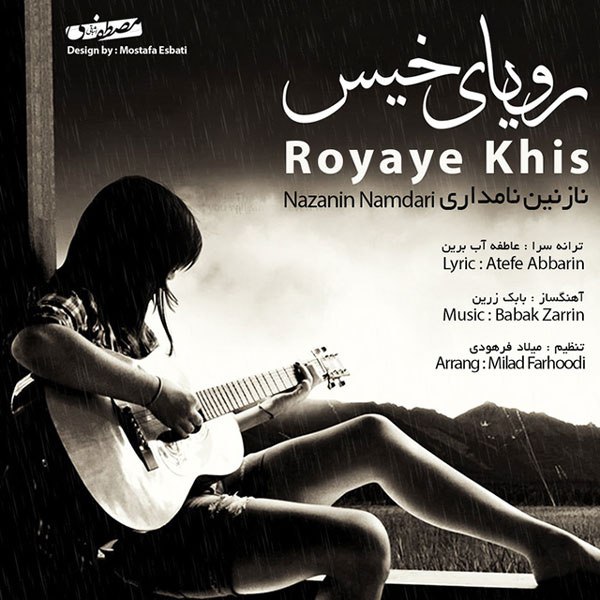 Design by : Mostafa Esbati
رویای خیس
Royaye Khis
Nazanin Namdari نازنین نامداری
ترانه سرا : عاطفه آب برین
Lyric : Atefe Abbarin
آهنگساز : بابک زرین
Music : Babak Zarrin
تنظیم : میلاد فرهودی
Arrang : Milad Farhoodi